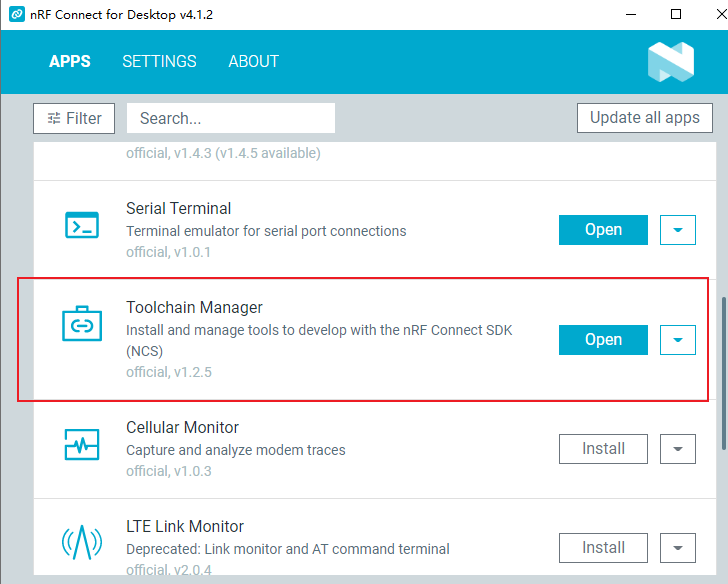 nRF Connect for Desktop v4.1.2
APPS SETTINGS ABOUT
Filter Search... Update all apps
official, v1.4.3 (v1.4.5 available)
Serial Terminal
Terminal emulator for serial port connections
official, v1.0.1
Open
Toolchain Manager
Install and manage tools to develop with the nRF Connect SDK
(NCS)
official, v1.2.5
Open
Cellular Monitor
Capture and analyze modem traces
official, v1.0.3
Install
LTE Link Monitor
Deprecated: Link monitor and AT command terminal
official, v2.0.4
Install